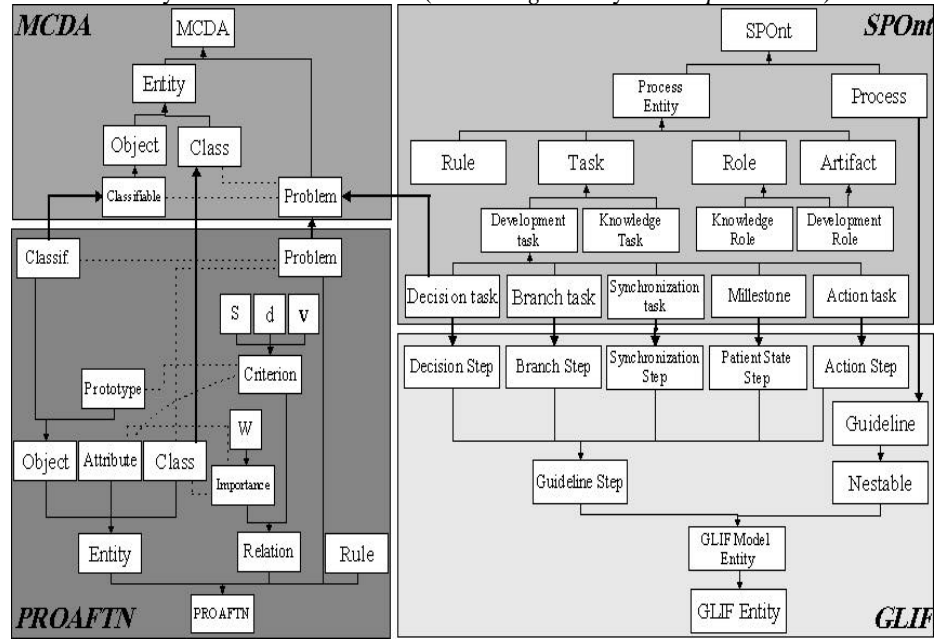 MCDA
MCDA
Entity
Object
Class
Classifiable
Problem
SPOnt
SPOnt
Process
Entity
Process
Rule
Task
Role
Artifact
Development
task
Knowledge
Task
Knowledge
Role
Development
Role
Decision task
Branch task
Synchronization
task
Millestone
Action task
Classif.
Problem
S
d
v
Criterion
Prototype
W
Object
Attribute
Class
Importance
Entity
Relation
Rule
PROAFTN
PROAFTN
Decision Step
Branch Step
Synchronization
Step
Patient State
Step
Action Step
Guideline
Guideline Step
Nestable
GLIF Model
Entity
GLIF Entity
GLIF